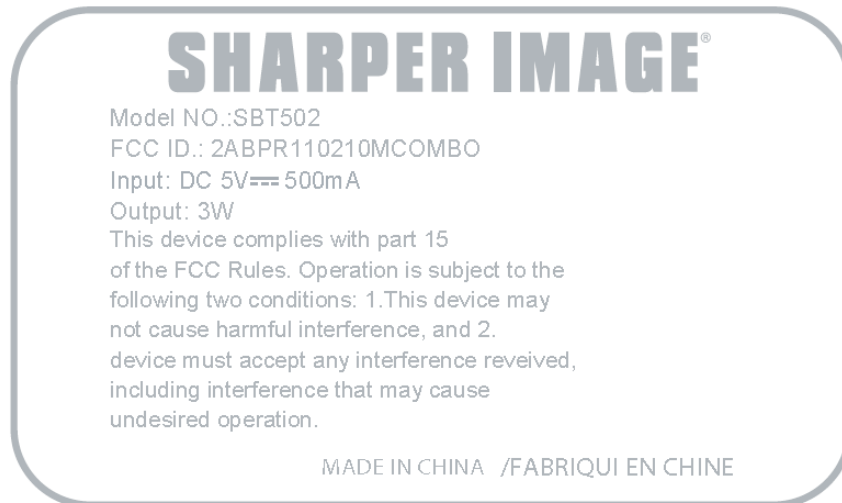 SHARPER IMAGE®
Model NO.:SBT502
FCC ID.: 2ABPR110210MCOMBO
Input: DC 5V⎓500mA
Output: 3W
This device complies with part 15
of the FCC Rules. Operation is subject to the
following two conditions: 1.This device may
not cause harmful interference, and 2.
device must accept any interference reveived,
including interference that may cause
undesired operation.
MADE IN CHINA /FABRIQUI EN CHINE